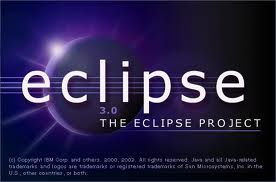 eclipse
3.0
THE ECLIPSE PROJECT
(c) Copyright IBM Corp. and others, 2000, 2003. All rights reserved. Java and all Java-related
trademarks and logos are trademarks or registered trademarks of Sun Microsystems, Inc. in the
U.S., other countries, or both.